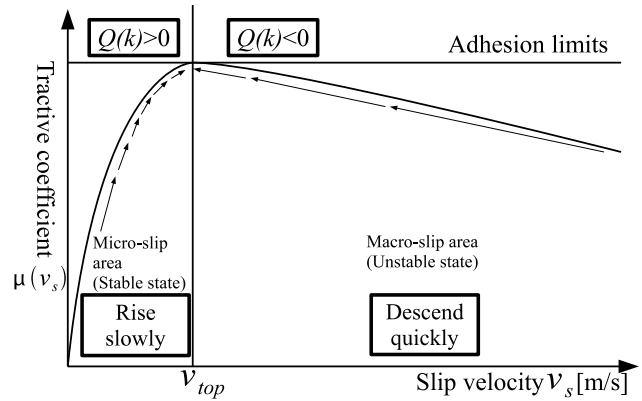 Q(k)>0
Q(k)<0
Adhesion limits
Tractive coefficient
μ(v_s)
Micro-slip
area
(Stable state)
Macro-slip area
(Unstable state)
Rise
slowly
Descend
quickly
v_top
Slip velocity v_s [m/s]